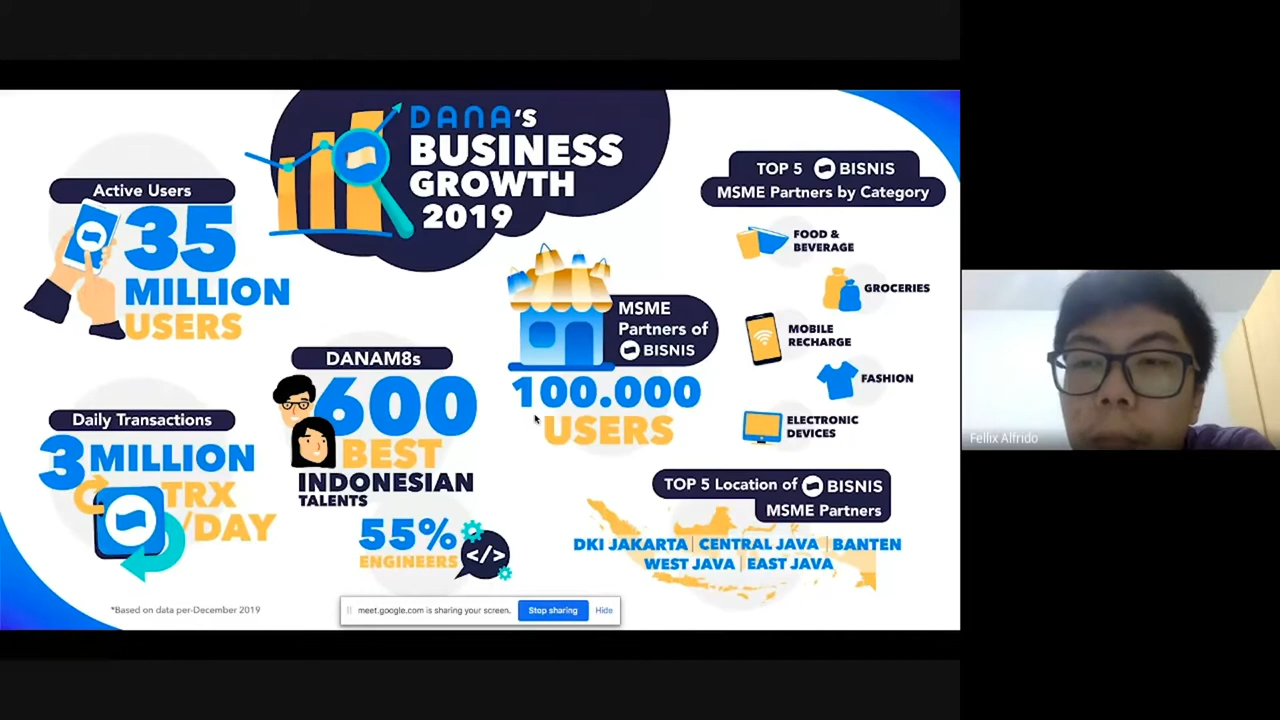 DANA's
BUSINESS
GROWTH
2019
Active Users
35
MILLION
USERS
Daily Transactions
3 MILLION
TRX
/DAY
*Based on data per-December 2019
DANAM8s
600
BEST
INDONESIAN
TALENTS
55%
ENGINEERS
</>
MSME
Partners of
BISNIS
100.000
USERS
TOP 5 BISNIS
MSME Partners by Category
FOOD &
BEVERAGE
GROCERIES
MOBILE
RECHARGE
FASHION
ELECTRONIC
DEVICES
TOP 5 Location of BISNIS
MSME Partners
DKI JAKARTA | CENTRAL JAVA | BANTEN
WEST JAVA | EAST JAVA
meet.google.com is sharing your screen. Stop sharing Hide
Fellix Alfrido